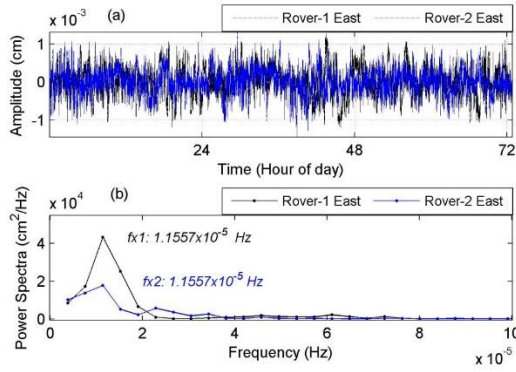 (a)
Rover-1 East Rover-2 East
x 10⁻³
Amplitude (cm)
1
0
-1
24 48 72
Time (Hour of day)
(b)
Rover-1 East Rover-2 East
x 10⁴
Power Spectra (cm²/Hz)
4
2
0
fx1: 1.1557x10⁻⁵ Hz
fx2: 1.1557x10⁻⁵ Hz
0 2 4 6 8 10
Frequency (Hz)
x 10⁻⁵